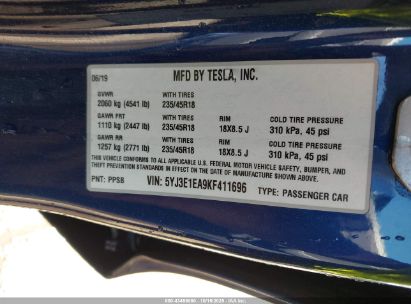 06/19 MFD BY TESLA, INC.
GVWR WITH TIRES
2060 kg (4541 lb) 235/45R18
GAWR FRT WITH TIRES RIM COLD TIRE PRESSURE
1110 kg (2447 lb) 235/45R18 18X8.5 J 310 kPa, 45 psi
GAWR RR WITH TIRES RIM COLD TIRE PRESSURE
1257 kg (2771 lb) 235/45R18 18X8.5 J 310 kPa, 45 psi
THIS VEHICLE CONFORMS TO ALL APPLICABLE U.S. FEDERAL MOTOR VEHICLE SAFETY, BUMPER, AND
THEFT PREVENTION STANDARDS IN EFFECT ON THE DATE OF MANUFACTURE SHOWN ABOVE.
PNT: PPSB VIN: 5YJ3E1EA9KF411696 TYPE: PASSENGER CAR